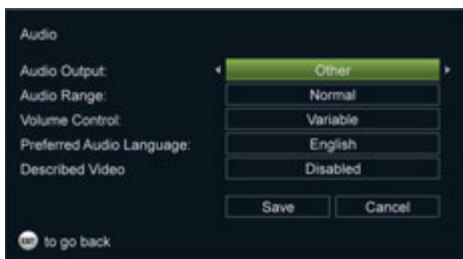 Audio
Audio Output: Other
Audio Range: Normal
Volume Control: Variable
Preferred Audio Language: English
Described Video Disabled
Save Cancel
EXIT to go back